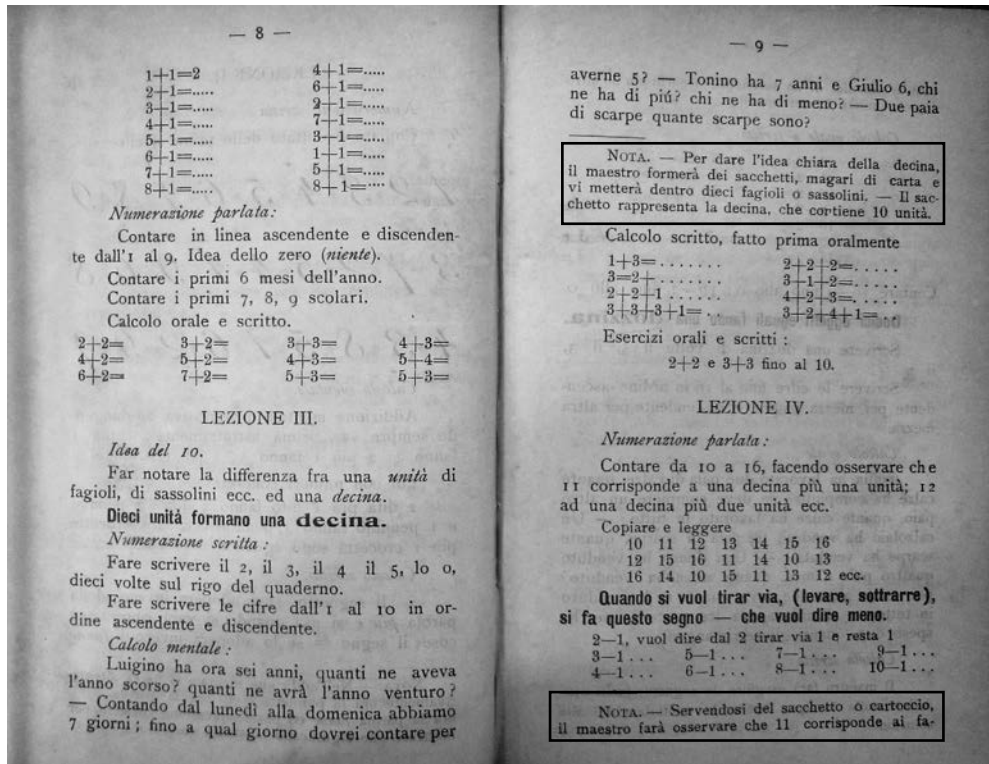 — 8 —
1+1=2 4+1=.....
2+1=..... 6+1=.....
3+1=..... 2+1=.....
4+1=..... 7+1=.....
5+1=..... 3+1=.....
6+1=..... 1+1=.....
7+1=..... 5+1=.....
8+1=..... 8+1=....
Numerazione parlata:
Contare in linea ascendente e discenden-
te dall'1 al 9. Idea dello zero (niente).
Contare i primi 6 mesi dell'anno.
Contare i primi 7, 8, 9 scolari.
Calcolo orale e scritto.
2+2= 3+2= 3+3= 4+3=
4+2= 5+2= 4+3= 5+4=
6+2= 7+2= 5+3= 5+3=
LEZIONE III.
Idea del 10.
Far notare la differenza fra una unità di
fagioli, di sassolini ecc. ed una decina.
Dieci unità formano una decina.
Numerazione scritta :
Fare scrivere il 2, il 3, il 4 il 5, lo 0,
dieci volte sul rigo del quaderno.
Fare scrivere le cifre dall'1 al 10 in or-
dine ascendente e discendente.
Calcolo mentale :
Luigino ha ora sei anni, quanti ne aveva
l'anno scorso? quanti ne avrà l'anno venturo?
— Contando dal lunedì alla domenica abbiamo
7 giorni ; fino a qual giorno dovrei contare per
— 9 —
averne 5? — Tonino ha 7 anni e Giulio 6, chi
ne ha di piú? chi ne ha di meno? — Due paia
di scarpe quante scarpe sono?
NOTA. — Per dare l'idea chiara della decina,
il maestro formerà dei sacchetti, magari di carta e
vi metterà dentro dieci fagioli o sassolini. — Il sac-
chetto rappresenta la decina, che contiene 10 unità.
Calcolo scritto, fatto prima oralmente
1+3=....... 2+2+2=.....
3=2+....... 3+1+2=.....
2+2+1....... 4+2+3=.....
3+3+3+1=... 3+2+4+1=..
Esercizi orali e scritti :
2+2 e 3+3 fino al 10.
LEZIONE IV.
Numerazione parlata :
Contare da 10 a 16, facendo osservare che
11 corrisponde a una decina più una unità; 12
ad una decina più due unità ecc.
Copiare e leggere
10 11 12 13 14 15 16
12 15 16 11 14 10 13
16 14 10 15 11 13 12 ecc.
Quando si vuol tirar via, (levare, sottrarre),
si fa questo segno — che vuol dire meno.
2—1, vuol dire dal 2 tirar via 1 e resta 1
3—1... 5—1... 7—1... 9—1...
4—1... 6—1... 8—1... 10—1...
NOTA. — Servendosi del sacchetto o cartoccio,
il maestro farà osservare che 11 corrisponde ai fa-